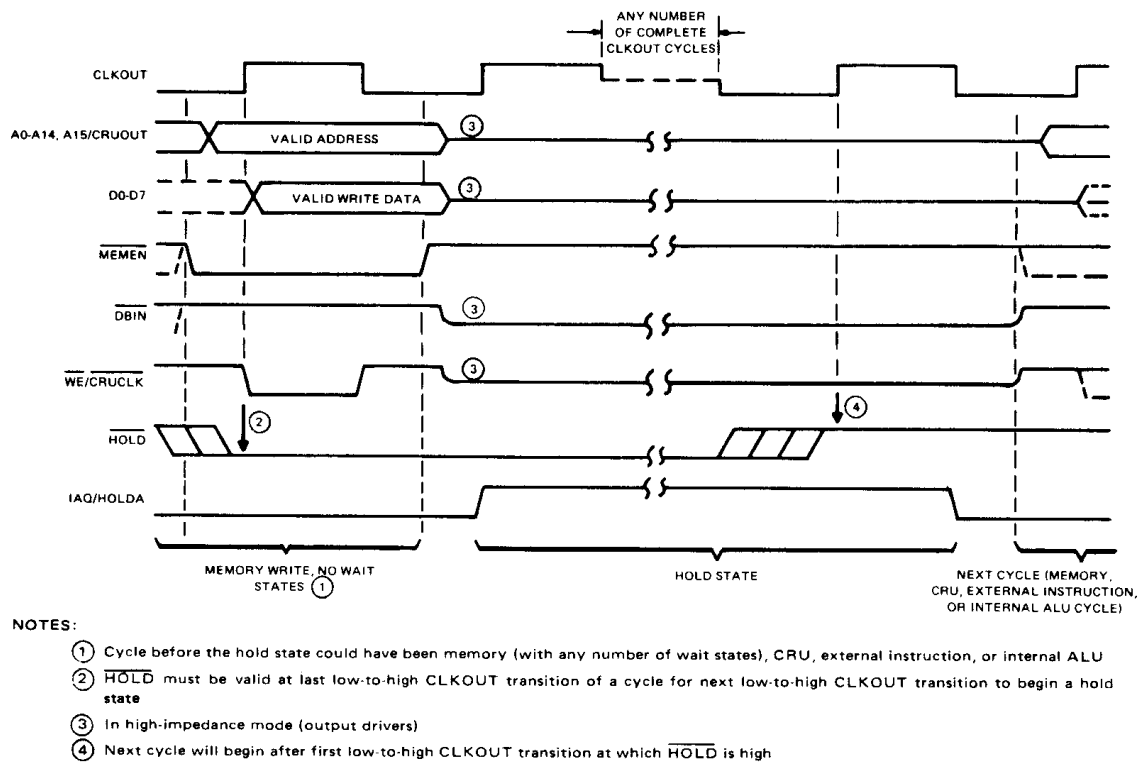 ANY NUMBER
OF COMPLETE
CLKOUT CYCLES
CLKOUT
A0-A14, A15/CRUOUT
VALID ADDRESS
3
D0-D7
VALID WRITE DATA
3
MEMEN
DBIN
3
WE/CRUCLK
3
HOLD
2
4
IAQ/HOLDA
MEMORY WRITE, NO WAIT
STATES 1
HOLD STATE
NEXT CYCLE (MEMORY,
CRU, EXTERNAL INSTRUCTION,
OR INTERNAL ALU CYCLE)
NOTES:
1 Cycle before the hold state could have been memory (with any number of wait states), CRU, external instruction, or internal ALU
2 HOLD must be valid at last low-to-high CLKOUT transition of a cycle for next low-to-high CLKOUT transition to begin a hold
state
3 In high-impedance mode (output drivers)
4 Next cycle will begin after first low-to-high CLKOUT transition at which HOLD is high